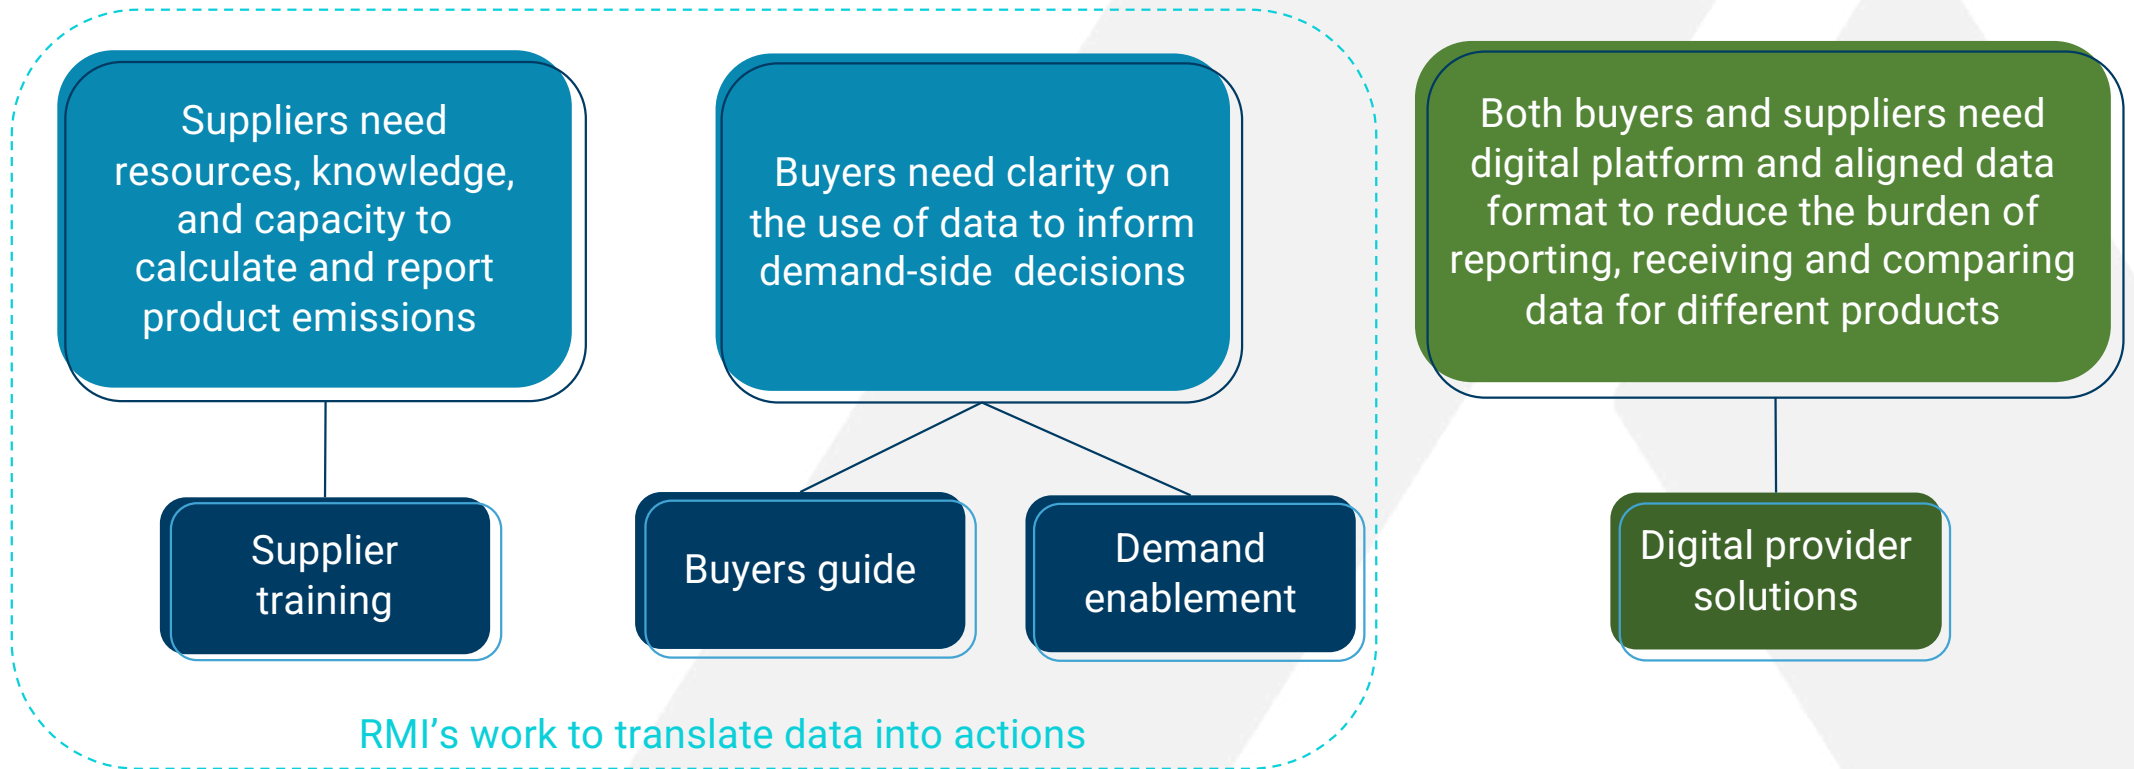 Suppliers need
resources, knowledge,
and capacity to
calculate and report
product emissions
Buyers need clarity on
the use of data to inform
demand-side  decisions
Both buyers and suppliers need
digital platform and aligned data
format to reduce the burden of
reporting, receiving and comparing
data for different products
Supplier
training
Buyers guide
Demand
enablement
Digital provider
solutions
RMI’s work to translate data into actions